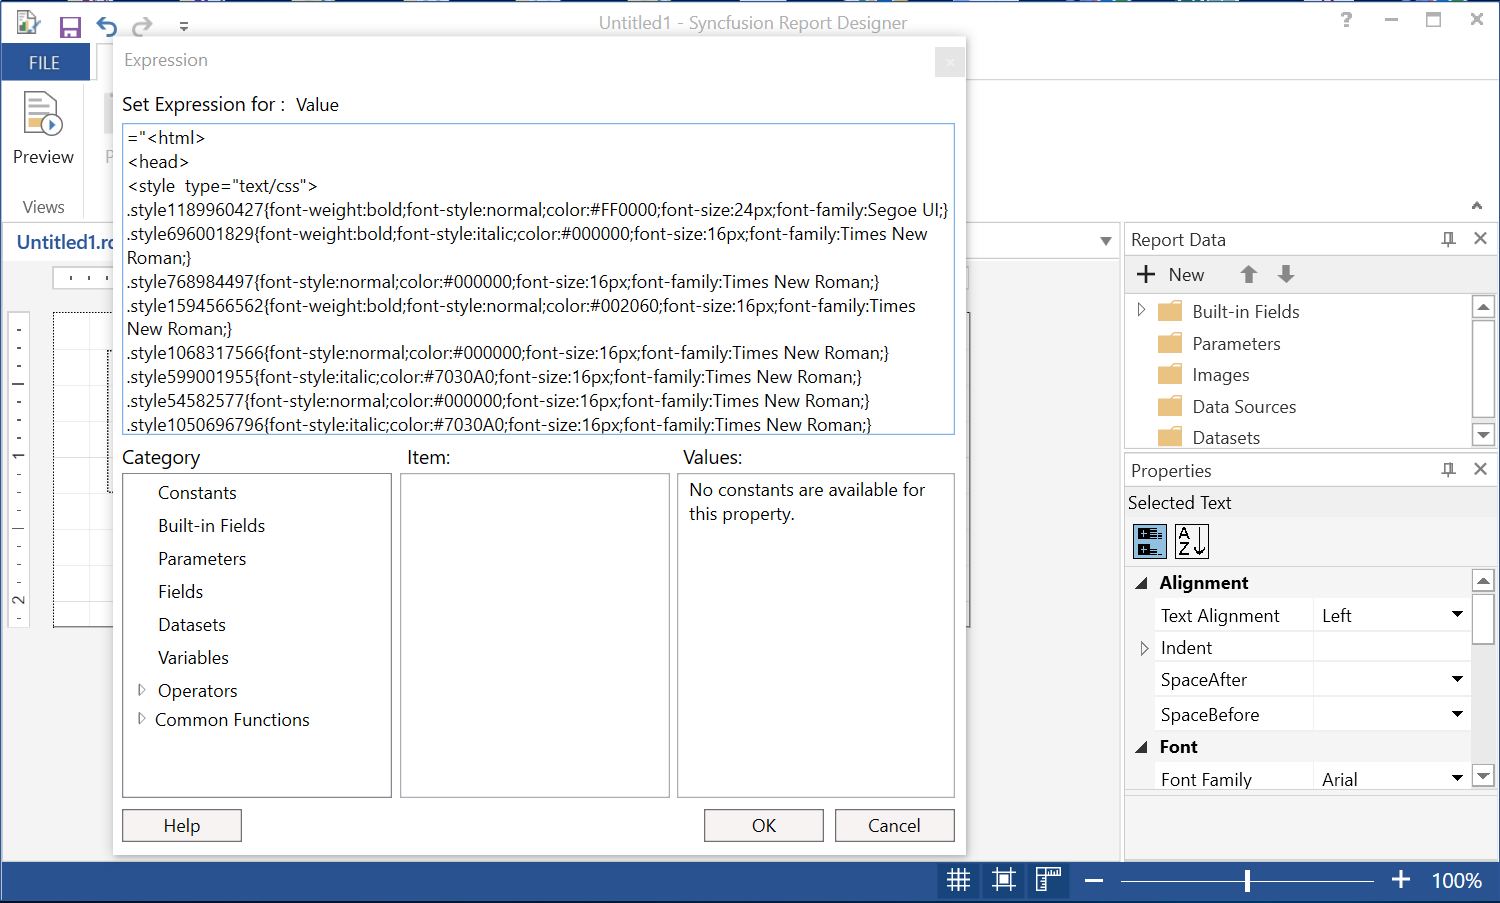 Untitled1 - Syncfusion Report Designer
?
FILE
Preview
Views
P
Untitled1.rd
Expression
Set Expression for : Value
="<html>
<head>
<style type="text/css">
.style1189960427{font-weight:bold;font-style:normal;color:#FF0000;font-size:24px;font-family:Segoe UI;}
.style696001829{font-weight:bold;font-style:italic;color:#000000;font-size:16px;font-family:Times New
Roman;}
.style768984497{font-style:normal;color:#000000;font-size:16px;font-family:Times New Roman;}
.style1594566562{font-weight:bold;font-style:normal;color:#002060;font-size:16px;font-family:Times
New Roman;}
.style1068317566{font-style:normal;color:#000000;font-size:16px;font-family:Times New Roman;}
.style599001955{font-style:italic;color:#7030A0;font-size:16px;font-family:Times New Roman;}
.style54582577{font-style:normal;color:#000000;font-size:16px;font-family:Times New Roman;}
.style1050696796{font-style:italic;color:#7030A0;font-size:16px;font-family:Times New Roman;}
Category
Constants
Built-in Fields
Parameters
Fields
Datasets
Variables
Operators
Common Functions
Item:
Values:
No constants are available for
this property.
Help
OK
Cancel
1
2
Report Data
New
Built-in Fields
Parameters
Images
Data Sources
Datasets
Properties
Selected Text
A
Z
Alignment
Text Alignment Left
Indent
SpaceAfter
SpaceBefore
Font
Font Family Arial
100%